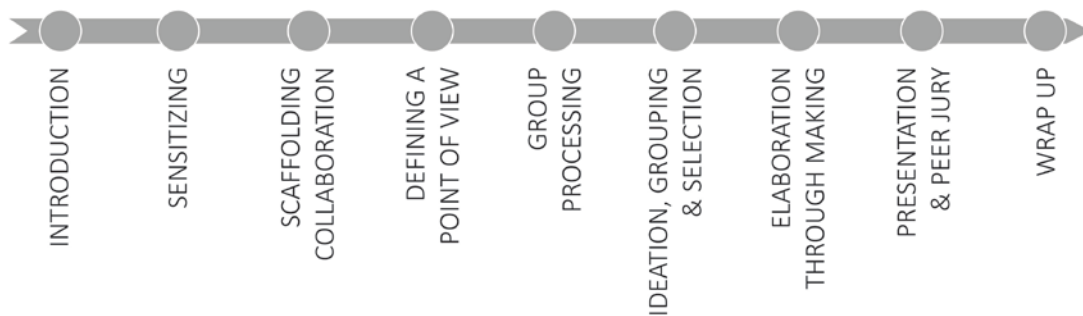 INTRODUCTION
SENSITIZING
SCAFFOLDING
COLLABORATION
DEFINING A
POINT OF VIEW
GROUP
PROCESSING
IDEATION, GROUPING
& SELECTION
ELABORATION
THROUGH MAKING
PRESENTATION
& PEER JURY
WRAP UP